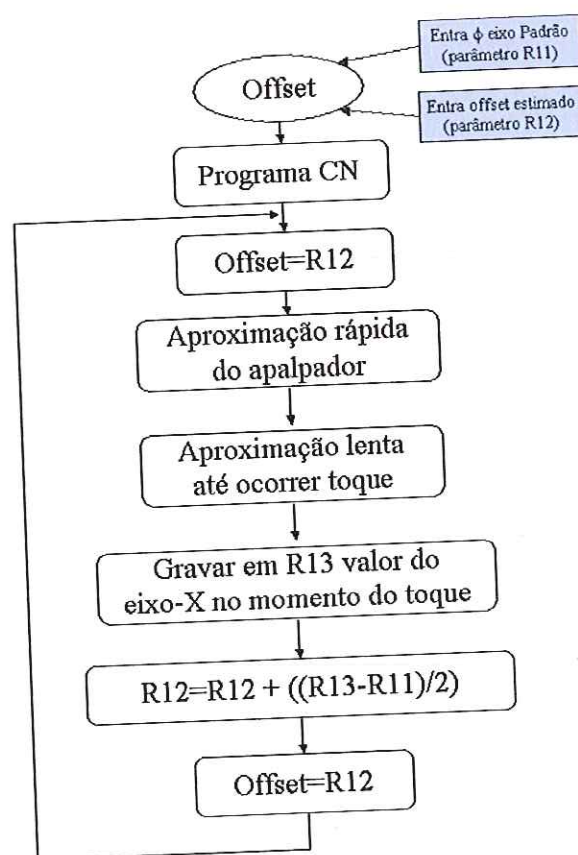 Entra ϕ eixo Padrão
(parâmetro R11)
Offset
Entra offset estimado
(parâmetro R12)
Programa CN
Offset=R12
Aproximação rápida
do apalpador
Aproximação lenta
até ocorrer toque
Gravar em R13 valor do
eixo-X no momento do toque
R12=R12 + ((R13-R11)/2)
Offset=R12